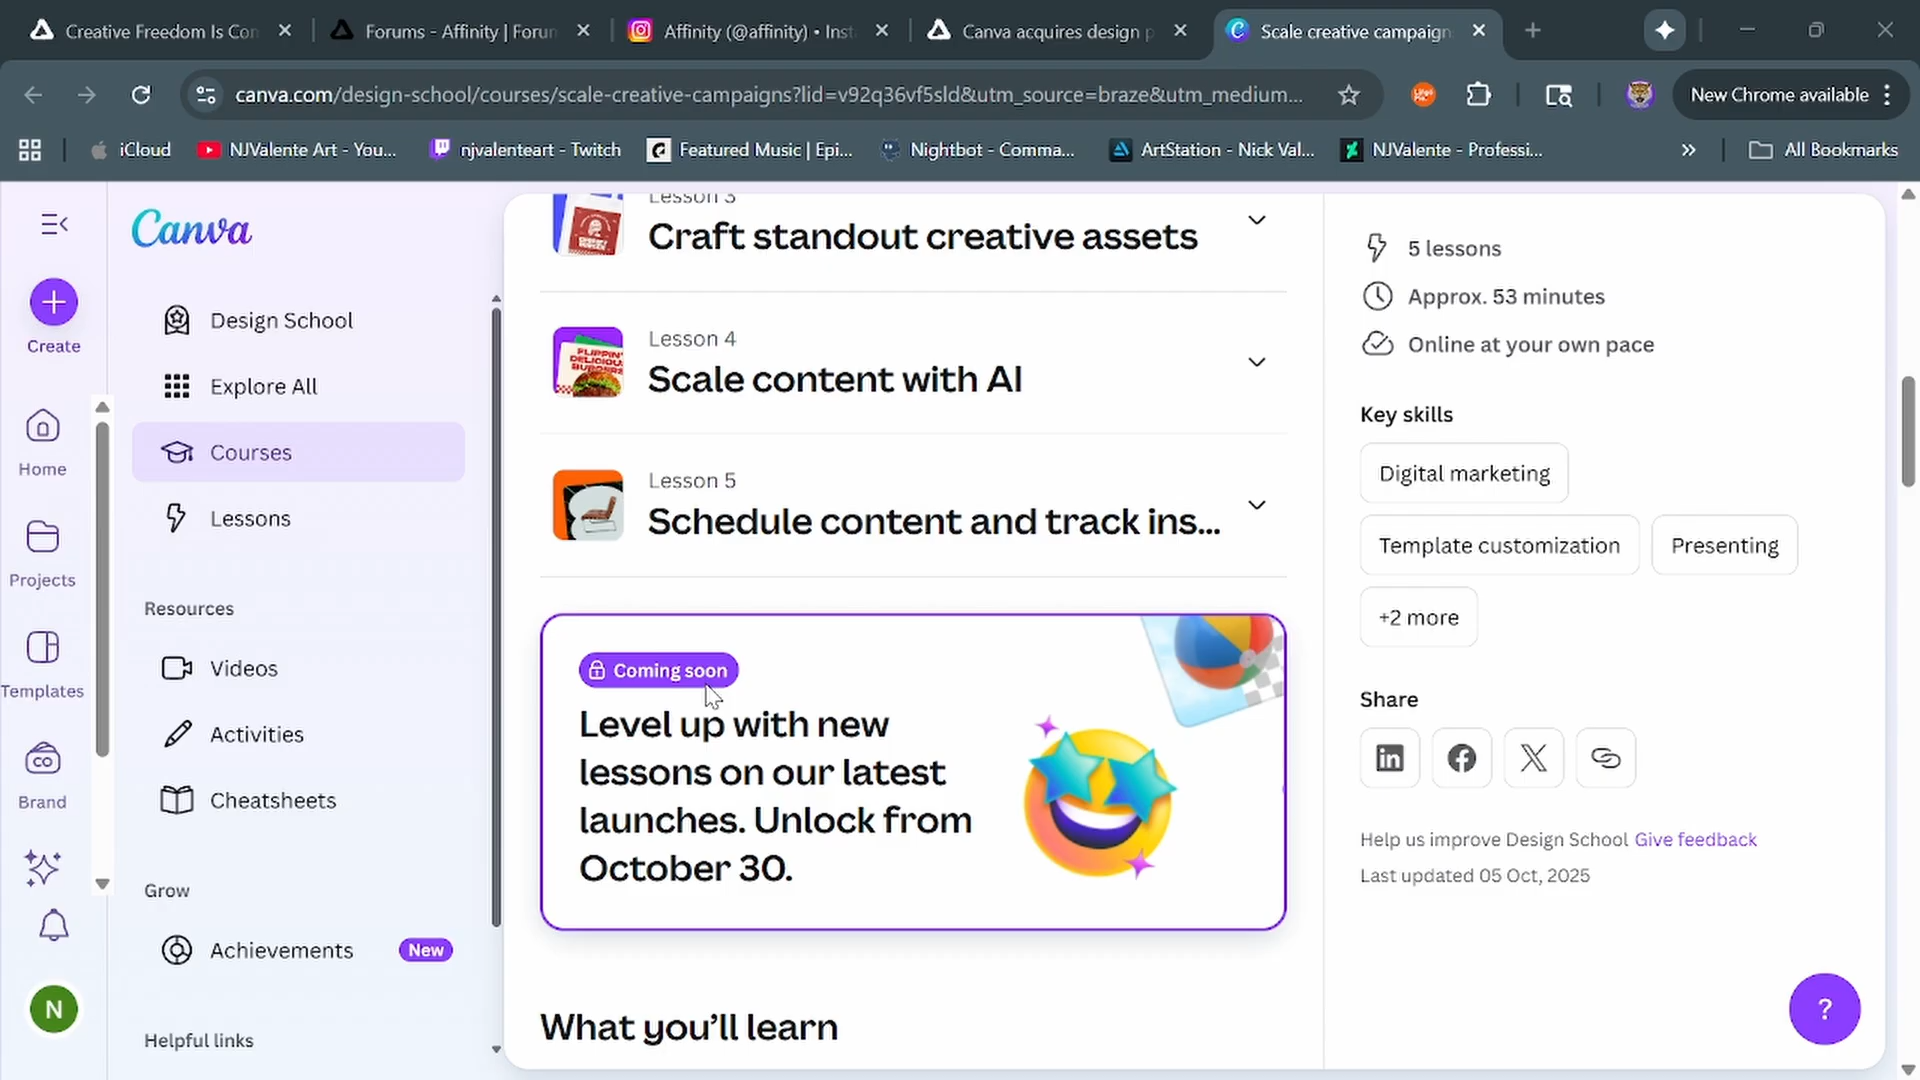 Creative Freedom Is Con
Forums - Affinity | Forun
Affinity (@affinity) • Inst
Canva acquires design p
Scale creative campaign
canva.com/design-school/courses/scale-creative-campaigns?lid=v92q36vf5sld&utm_source=braze&utm_medium...
New Chrome available
iCloud
NJValente Art - You...
njvalenteart - Twitch
Featured Music | Epi...
Nightbot - Comma...
ArtStation - Nick Val...
NJValente - Professi...
All Bookmarks
Create
Home
Projects
Templates
Brand
N
Canva
Design School
Explore All
Courses
Lessons
Resources
Videos
Activities
Cheatsheets
Grow
Achievements New
Helpful links
Lesson 3
Craft standout creative assets
Lesson 4
Scale content with AI
Lesson 5
Schedule content and track ins...
Coming soon
Level up with new
lessons on our latest
launches. Unlock from
October 30.
What you'll learn
5 lessons
Approx. 53 minutes
Online at your own pace
Key skills
Digital marketing
Template customization
Presenting
+2 more
Share
Help us improve Design School Give feedback
Last updated 05 Oct, 2025
?